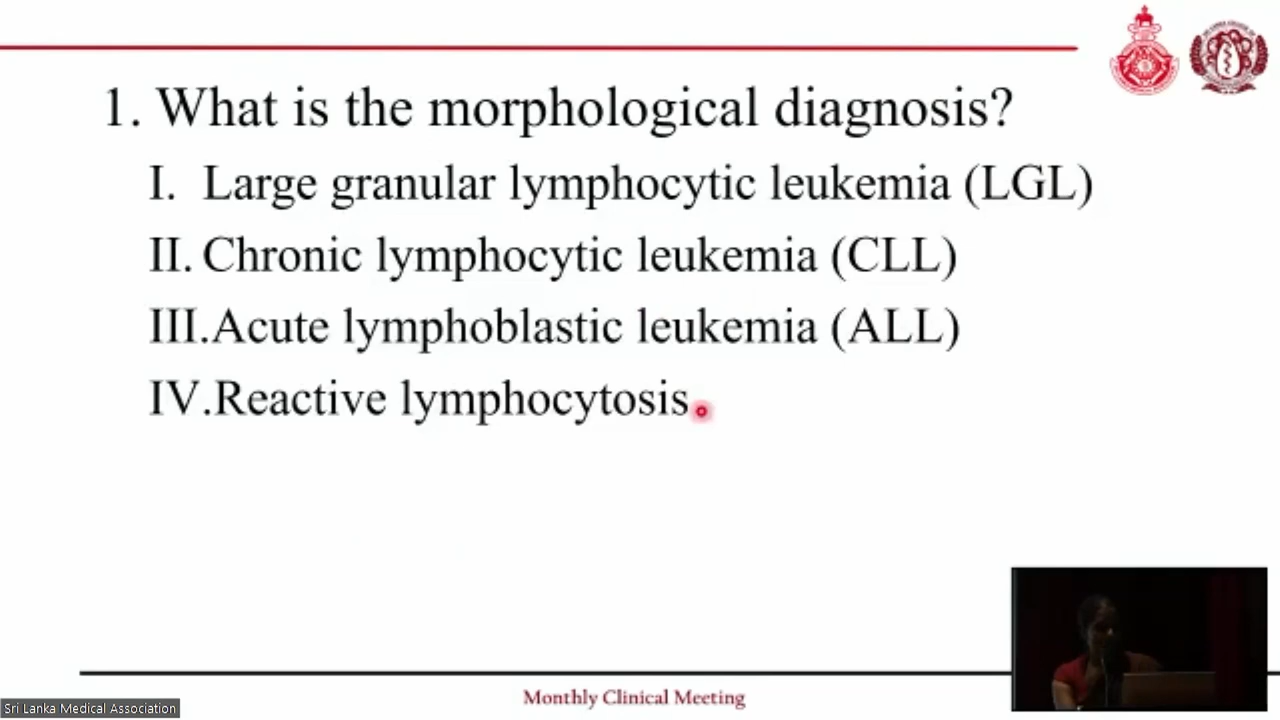 1. What is the morphological diagnosis?
I. Large granular lymphocytic leukemia (LGL)
II. Chronic lymphocytic leukemia (CLL)
III.Acute lymphoblastic leukemia (ALL)
IV.Reactive lymphocytosis
Monthly Clinical Meeting
Sri Lanka Medical Association